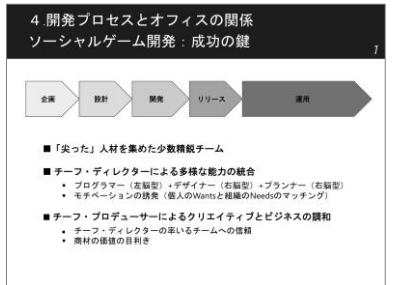 ４.開発プロセスとオフィスの関係
ソーシャルゲーム開発：成功の鍵
1
企画 設計 開発 リリース 運用
■「尖った」人材を集めた少数精鋭チーム
■チーフ・ディレクターによる多様な能力の統合
▪ プログラマー（左脳型）+デザイナー（右脳型）+プランナー（右脳型）
▪ モチベーションの誘発（個人のWantsと組織のNeedsのマッチング）
■チーフ・プロデューサーによるクリエイティブとビジネスの調和
▪ チーフ・ディレクターの率いるチームへの信頼
▪ 商材の価値の目利き